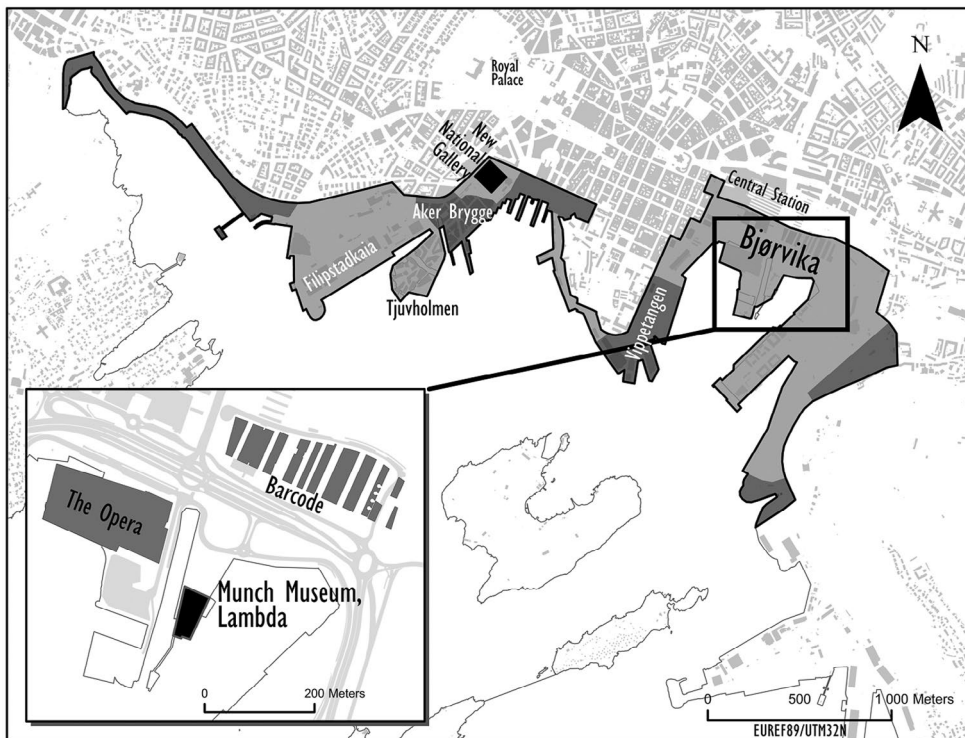 N
Royal
Palace
New
National
Gallery
Central Station
Aker Brygge
Bjørvika
Filipstadkaia
Tjuvholmen
Vippetangen
Barcode
The Opera
Munch Museum,
Lambda
0 200 Meters
0 500 1 000 Meters
EUREF89/UTM32N